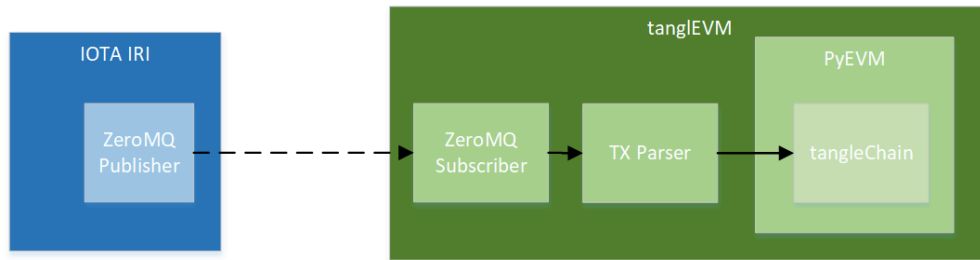 IOTA IRI
ZeroMQ
Publisher
tanglEVM
ZeroMQ
Subscriber
TX Parser
PyEVM
tangleChain